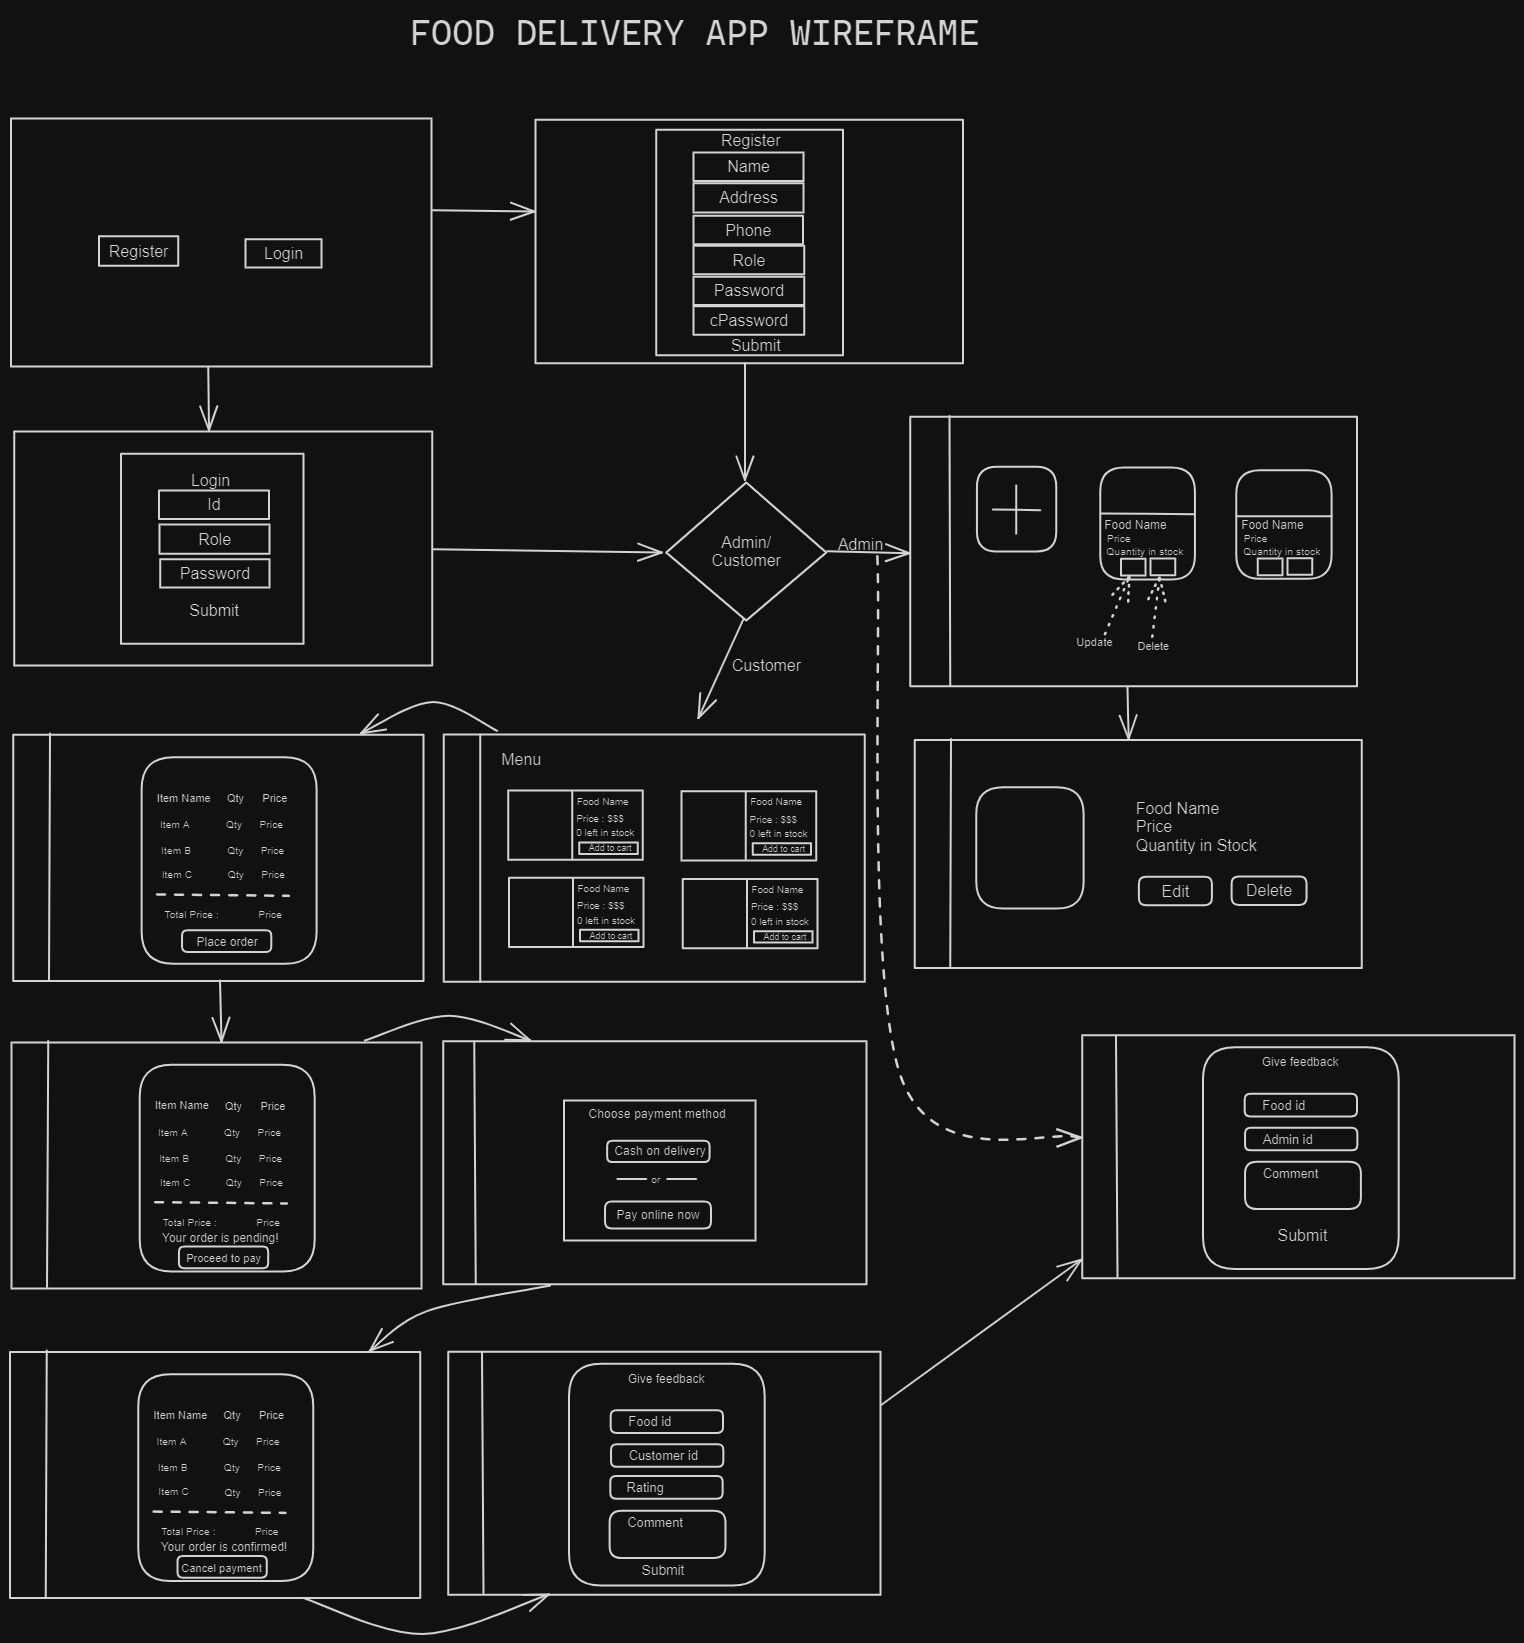 FOOD DELIVERY APP WIREFRAME
Register
Login
Register
Name
Address
Phone
Role
Password
cPassword
Submit
Login
Id
Role
Password
Submit
Admin/
Customer
Admin
Customer
Food Name
Price
Quantity in stock
Food Name
Price
Quantity in stock
Update
Delete
Item Name Qty Price
Item A Qty Price
Item B Qty Price
Item C Qty Price
Total Price : Price
Place order
Menu
Food Name
Price : $$$
0 left in stock
Add to cart
Food Name
Price : $$$
0 left in stock
Add to cart
Food Name
Price : $$$
0 left in stock
Add to cart
Food Name
Price : $$$
0 left in stock
Add to cart
Food Name
Price
Quantity in Stock
Edit
Delete
Item Name Qty Price
Item A Qty Price
Item B Qty Price
Item C Qty Price
Total Price : Price
Your order is pending!
Proceed to pay
Choose payment method
Cash on delivery
or
Pay online now
Give feedback
Food id
Admin id
Comment
Submit
Item Name Qty Price
Item A Qty Price
Item B Qty Price
Item C Qty Price
Total Price : Price
Your order is confirmed!
Cancel payment
Give feedback
Food id
Customer id
Rating
Comment
Submit